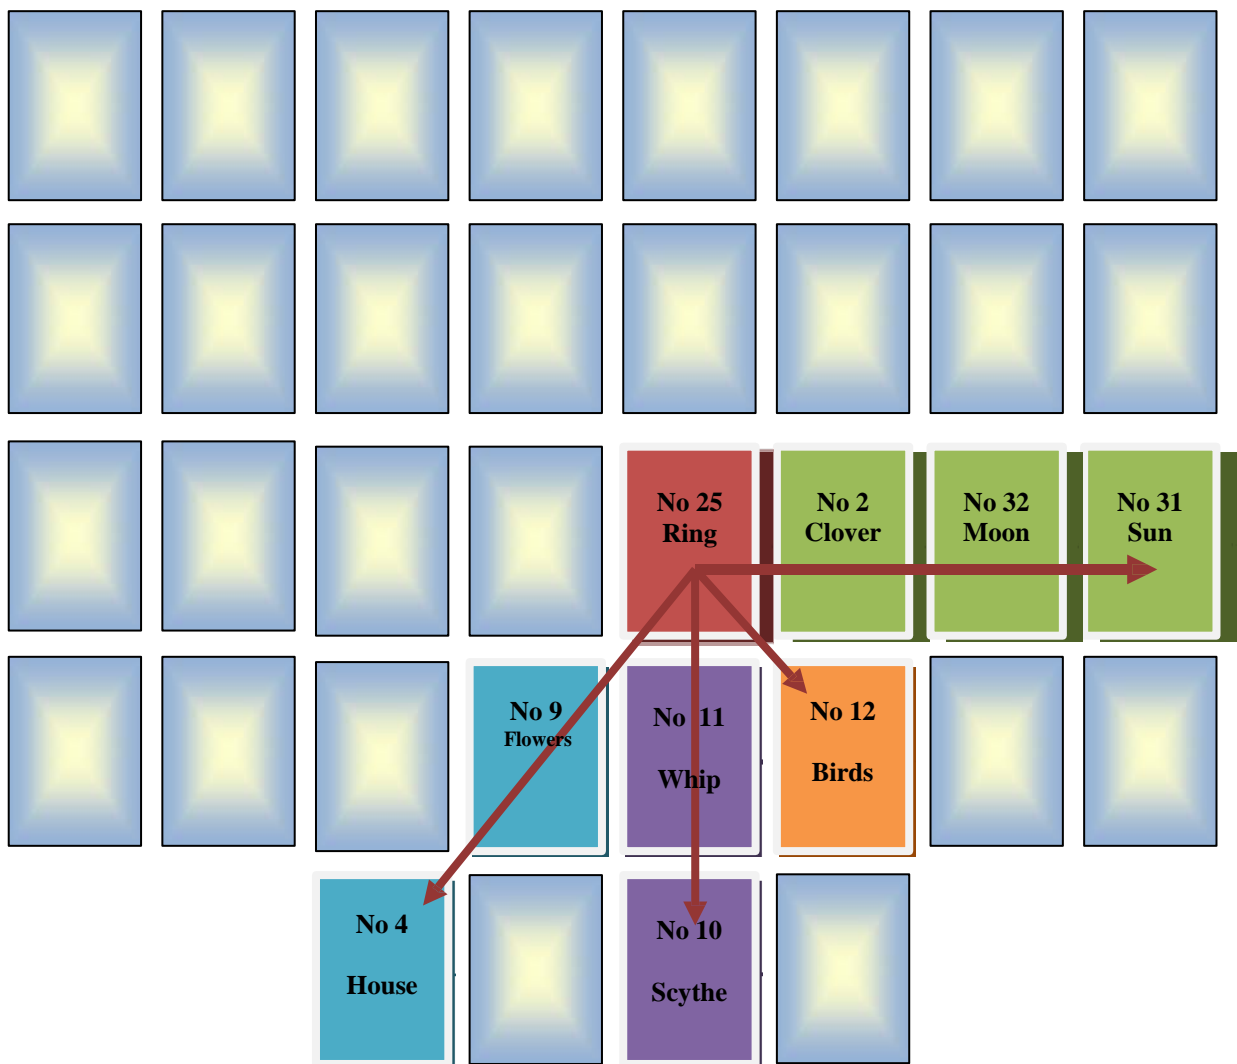 No 25
Ring
No 2
Clover
No 32
Moon
No 31
Sun
No 9
Flowers
No 11
Whip
No 12
Birds
No 4
House
No 10
Scythe